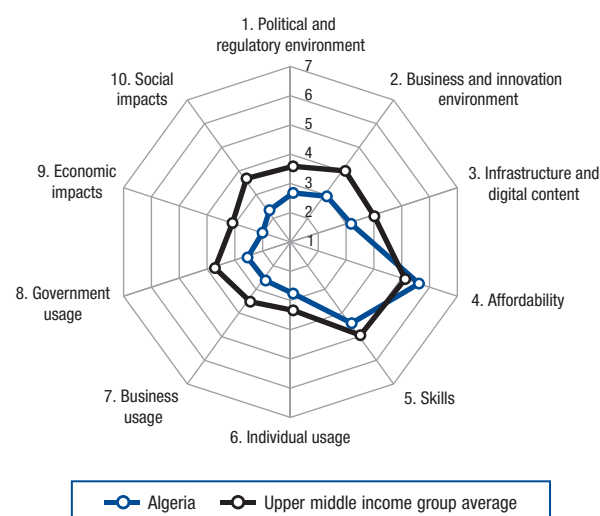 1. Political and
regulatory environment
7
6
5
4
3
2
1
2. Business and innovation
environment
3. Infrastructure and
digital content
4. Affordability
5. Skills
6. Individual usage
7. Business
usage
8. Government
usage
9. Economic
impacts
10. Social
impacts
Algeria
Upper middle income group average